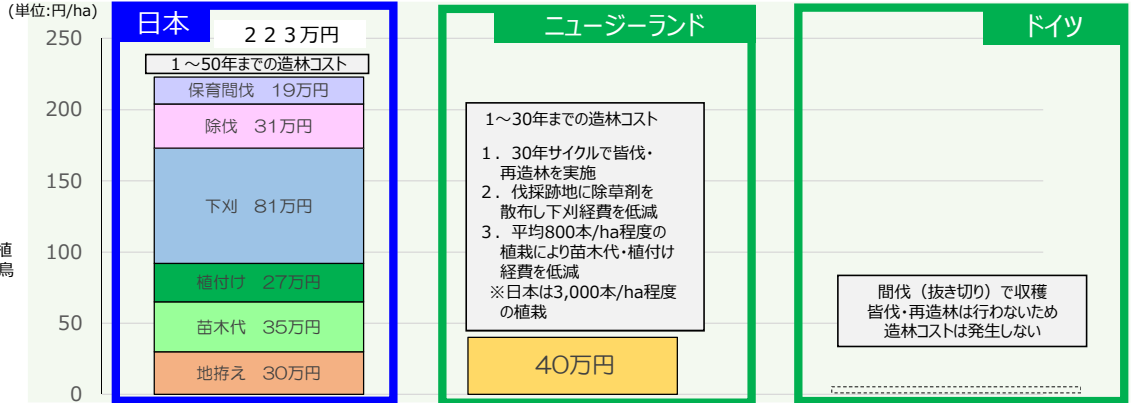 (単位:円/ha)
250
200
150
100
50
0
植
鳥
日本
２２３万円
１～50年までの造林コスト
保育間伐　19万円
除伐　31万円
下刈　81万円
植付け　27万円
苗木代　35万円
地拵え　30万円
ニュージーランド
１～30年までの造林コスト
１．30年サイクルで皆伐・
再造林を実施
２．伐採跡地に除草剤を
散布し下刈経費を低減
３．平均800本/ha程度の
植栽により苗木代・植付け
経費を低減
※日本は3,000本/ha程度
の植栽
40万円
ドイツ
間伐（抜き切り）で収穫
皆伐・再造林は行わないため
造林コストは発生しない